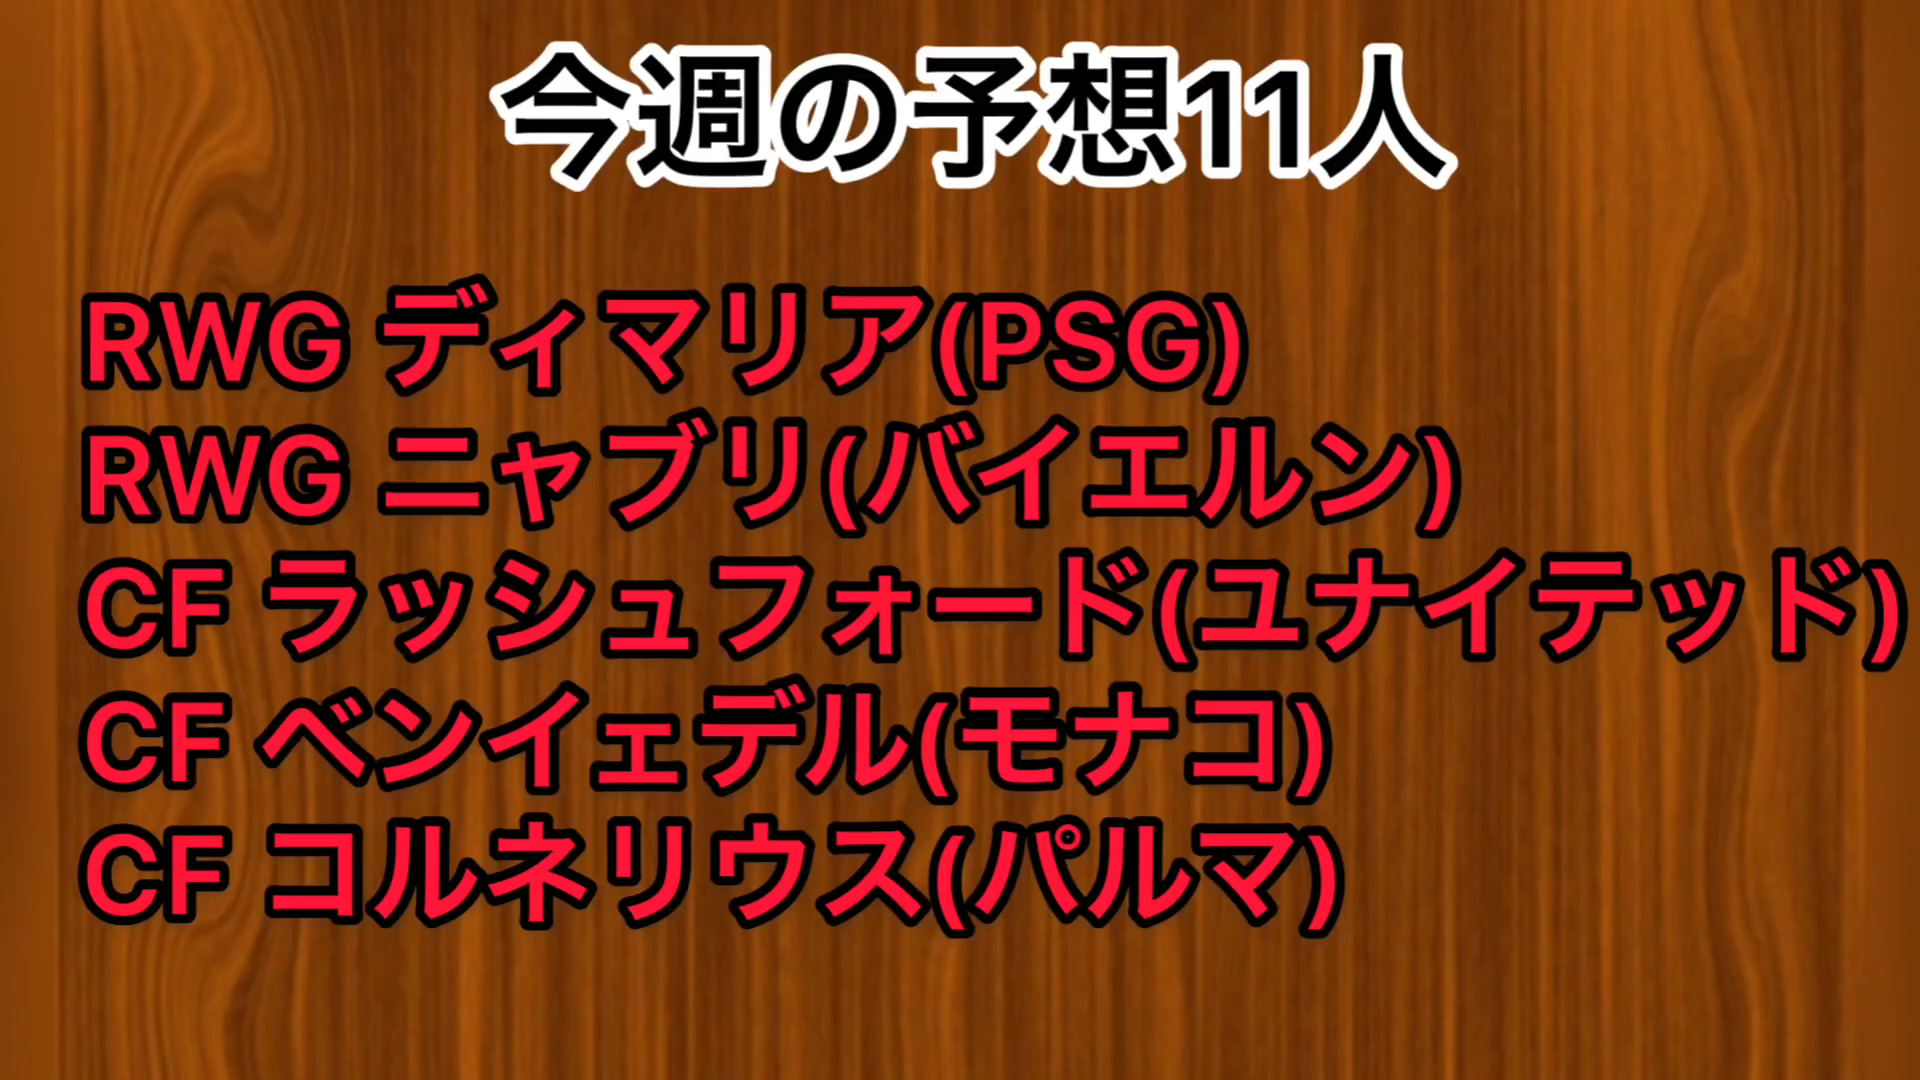 今週の予想11人
RWG ディマリア(PSG)
RWG ニャブリ(バイエルン)
CF ラッシュフォード(ユナイテッド)
CF ベンイェデル(モナコ)
CF コルネリウス(パルマ)